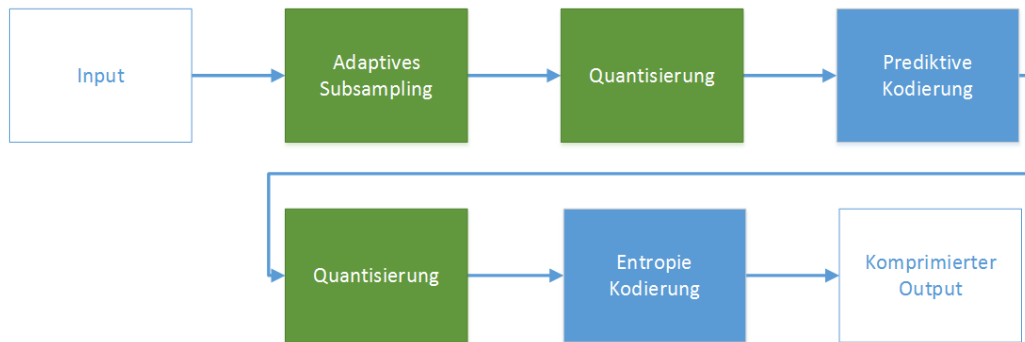 Input
Adaptives
Subsampling
Quantisierung
Prediktive
Kodierung
Quantisierung
Entropie
Kodierung
Komprimierter
Output